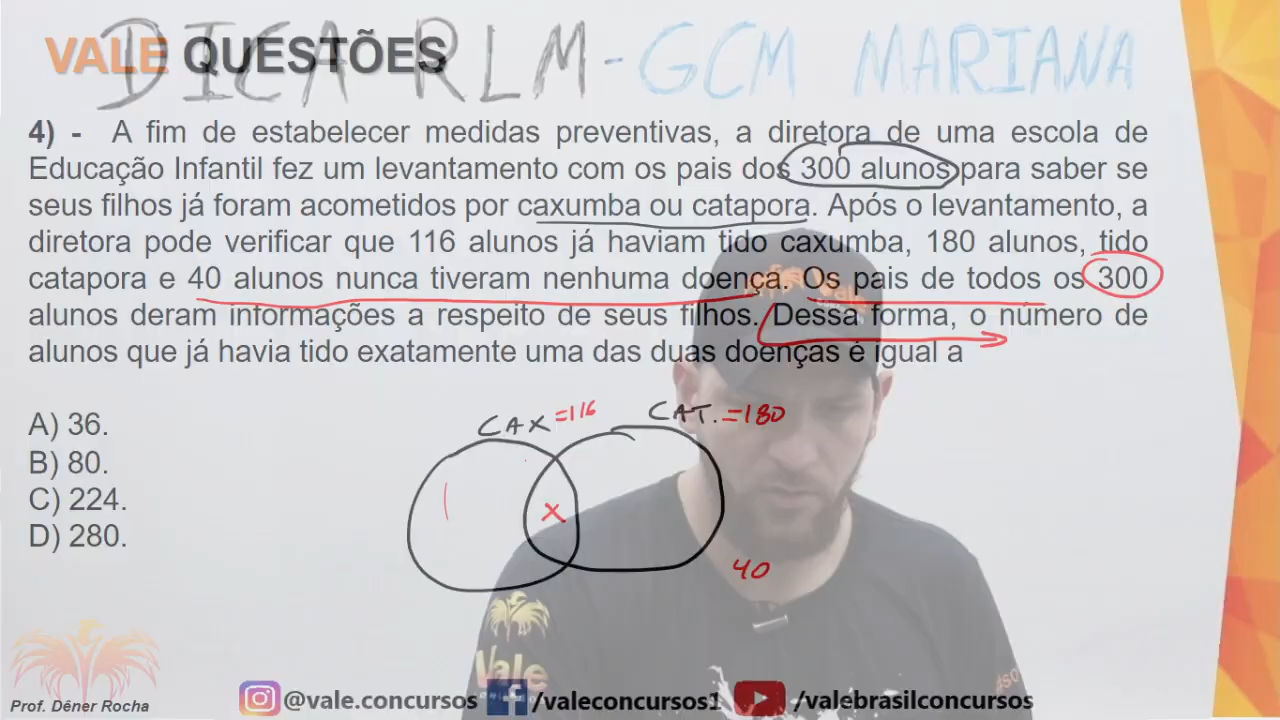 VALE QUESTÕES
DICA RLM - GCM MARIANA
4) - A fim de estabelecer medidas preventivas, a diretora de uma escola de
Educação Infantil fez um levantamento com os pais dos 300 alunos para saber se
seus filhos já foram acometidos por caxumba ou catapora. Após o levantamento, a
diretora pode verificar que 116 alunos já haviam tido caxumba, 180 alunos, tido
catapora e 40 alunos nunca tiveram nenhuma doença. Os pais de todos os 300
alunos deram informações a respeito de seus filhos. Dessa forma, o número de
alunos que já havia tido exatamente uma das duas doenças é igual a
A) 36.
B) 80.
C) 224.
D) 280.
CAX =116
CAT. =180
X
40
Vale
Vale
Prof. Dêner Rocha
@vale.concursos /valeconcursos1 /valebrasilconcursos